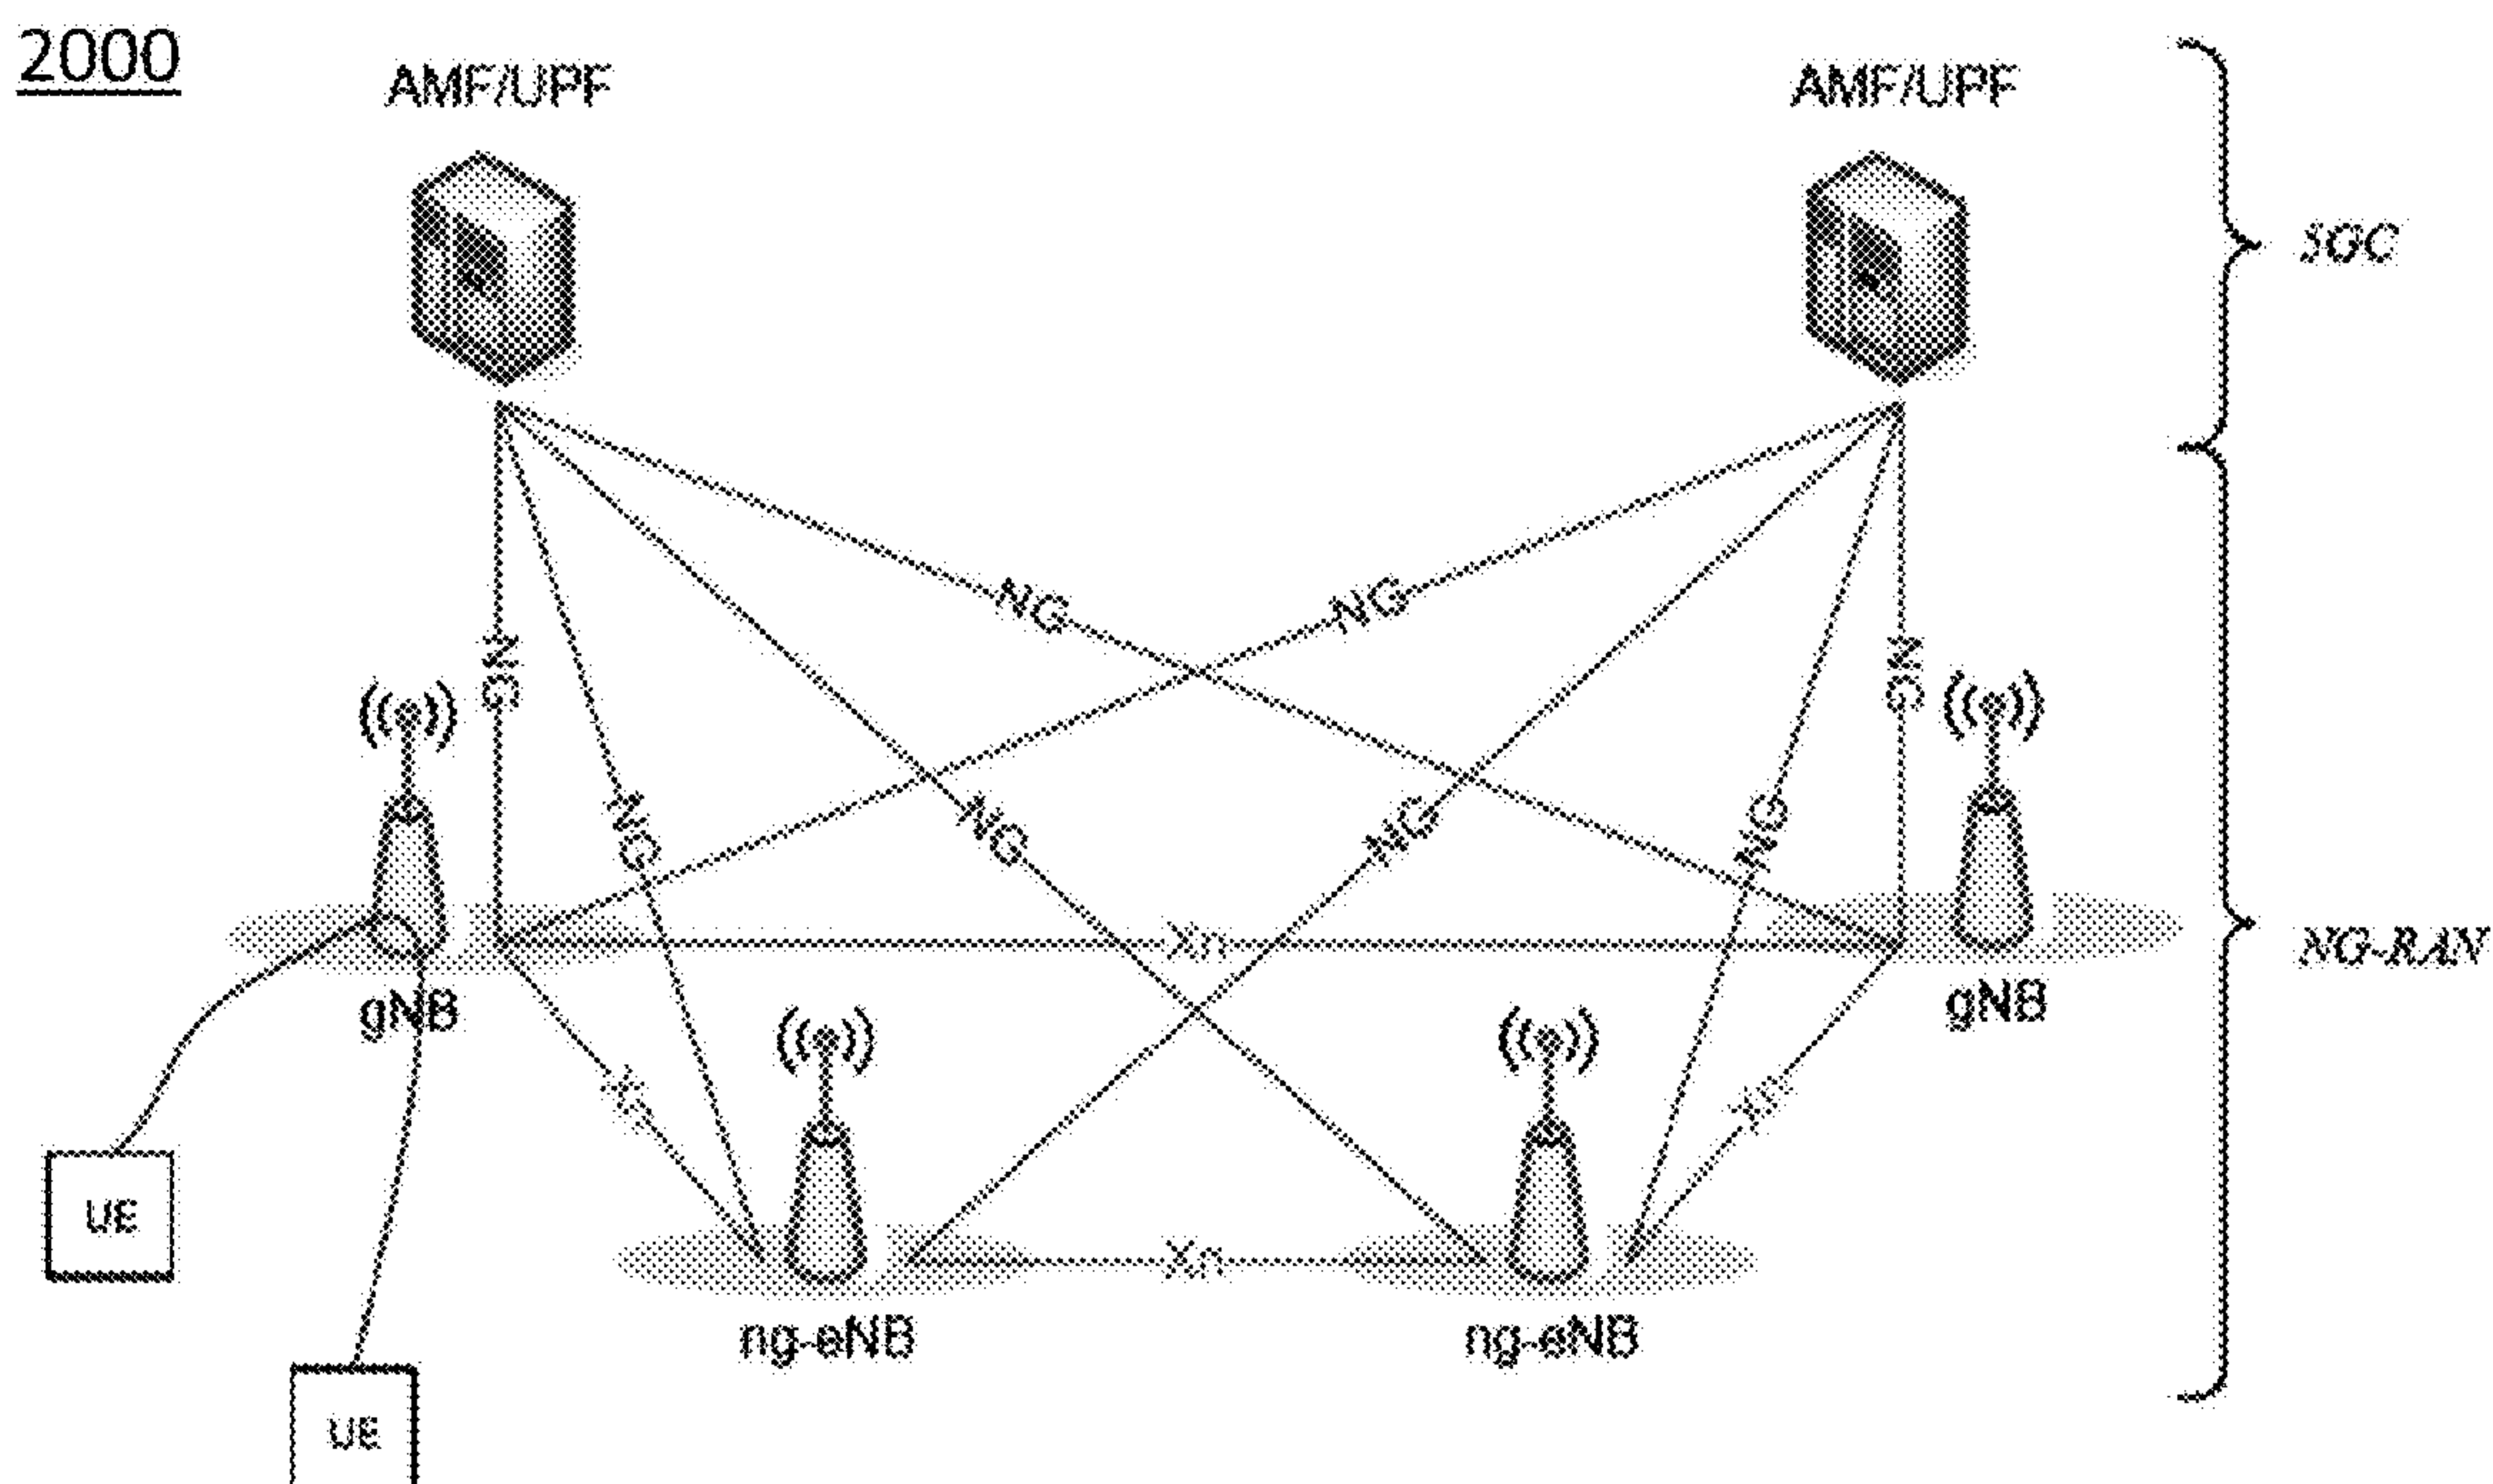 2000
AMF/UPF
AMF/UPF
5GC
NG
NG
NG
NG
NG
NG
NG
NG
Xn
NG-RAN
gNB
gNB
Xn
Xn
UE
Xn
ng-eNB
ng-eNB
UE